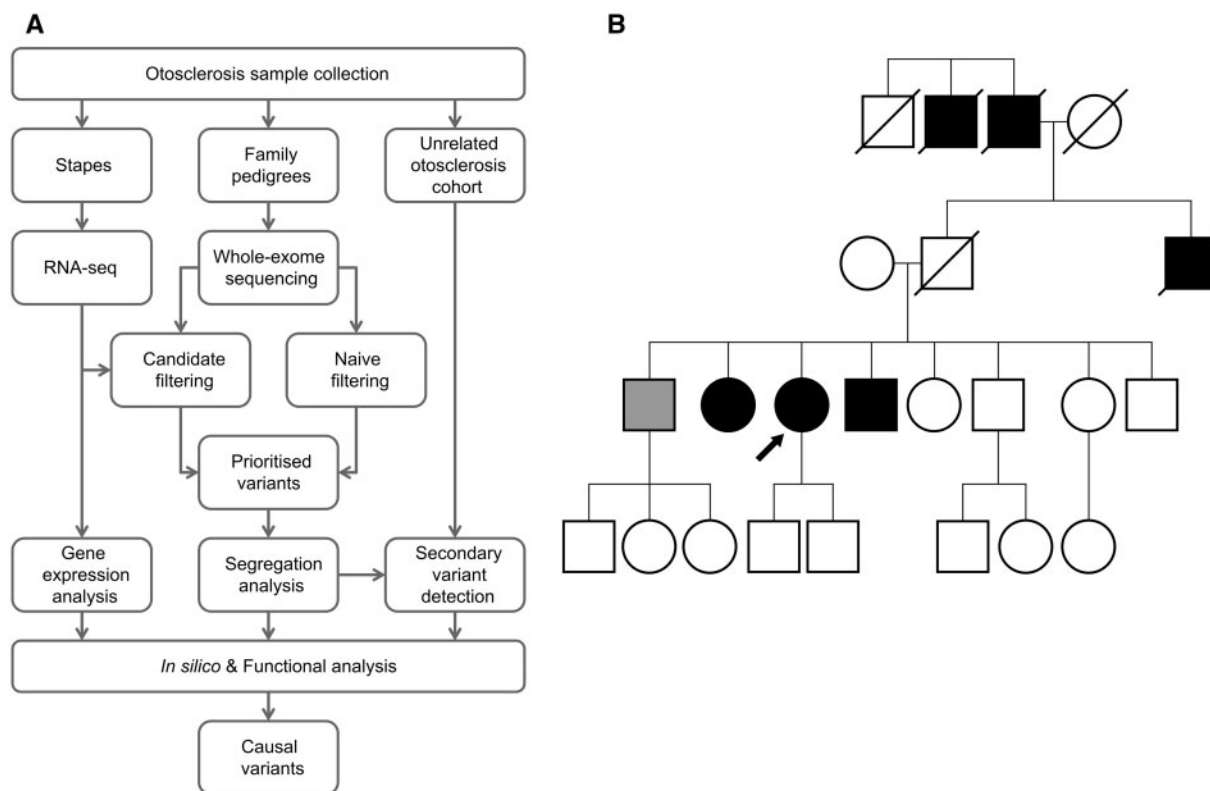 A
B
Otosclerosis sample collection
Stapes
Family
pedigrees
Unrelated
otosclerosis
cohort
RNA-seq
Whole-exome
sequencing
Candidate
filtering
Naive
filtering
Prioritised
variants
Gene
expression
analysis
Segregation
analysis
Secondary
variant
detection
In silico & Functional analysis
Causal
variants